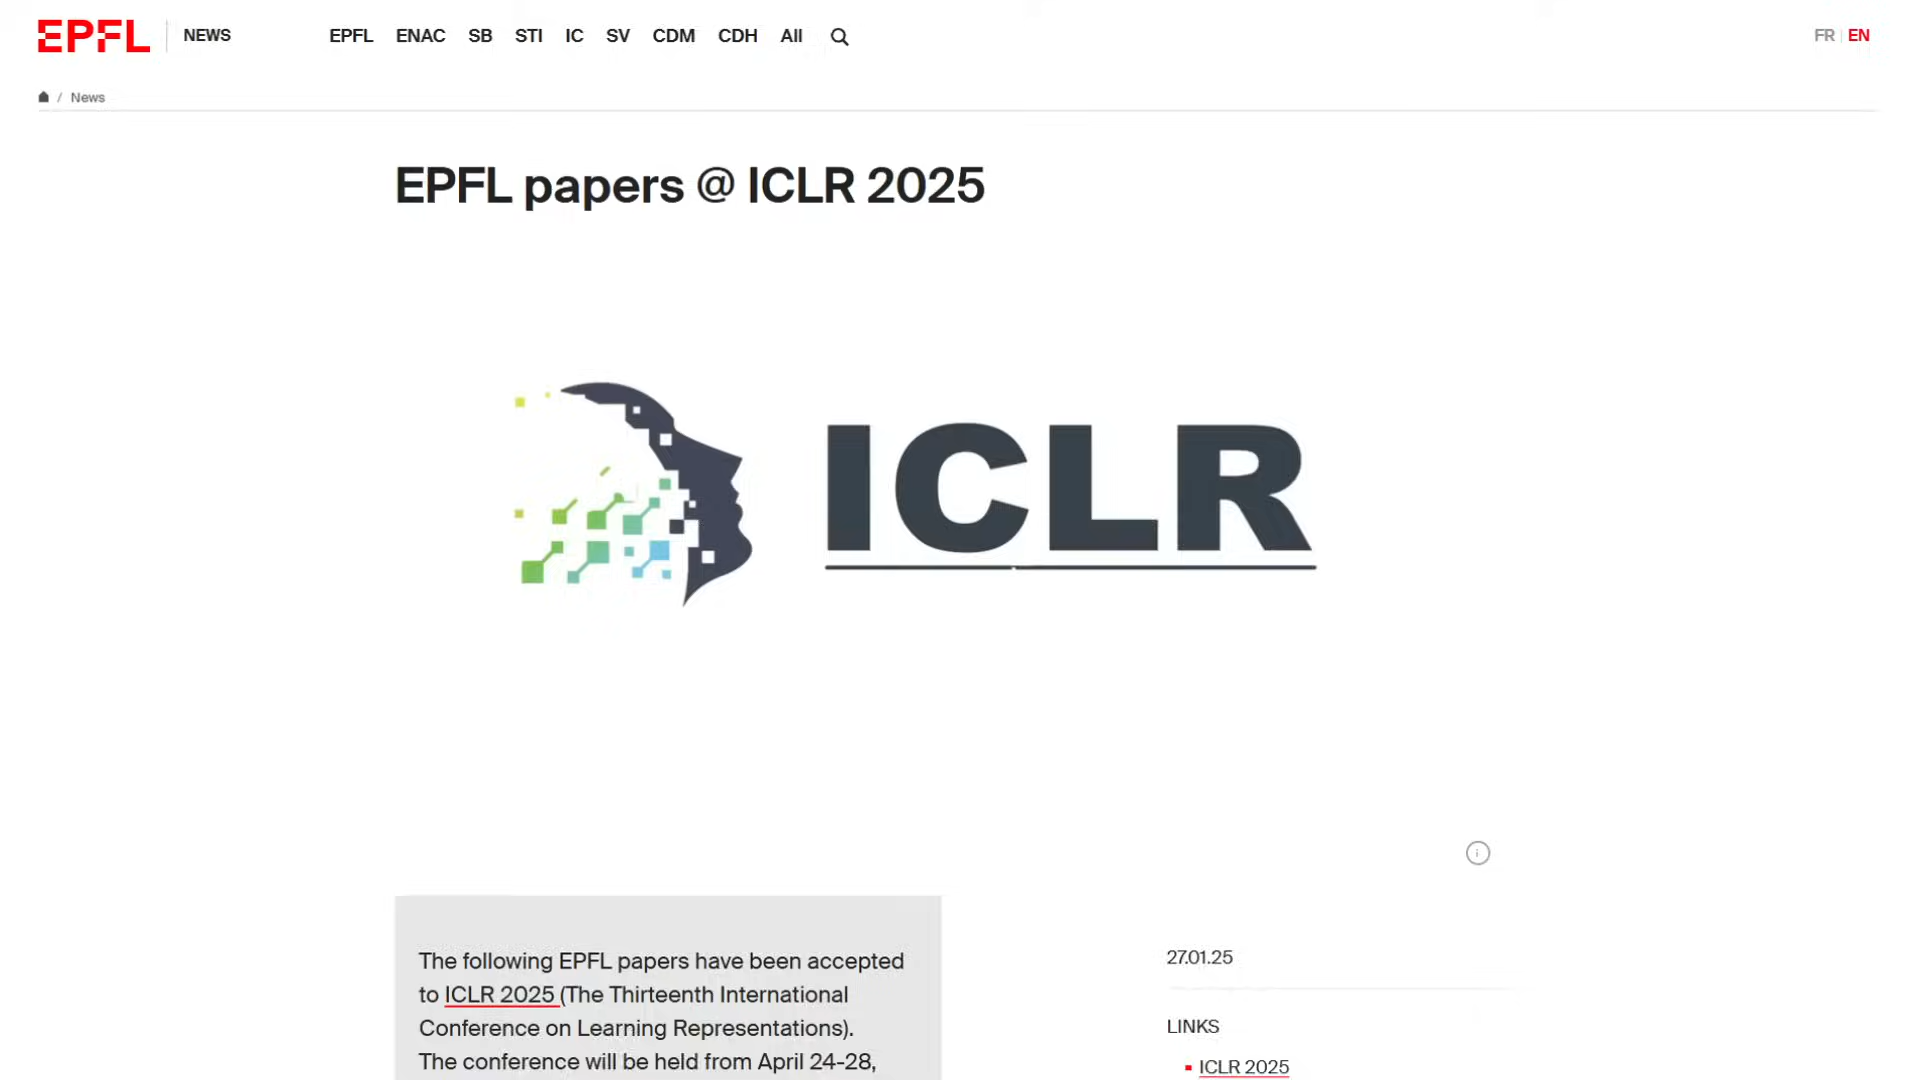 EPFL NEWS EPFL ENAC SB STI IC SV CDM CDH All FR EN
/ News
EPFL papers @ ICLR 2025
ICLR
The following EPFL papers have been accepted
to ICLR 2025 (The Thirteenth International
Conference on Learning Representations).
The conference will be held from April 24-28,
27.01.25
LINKS
ICLR 2025